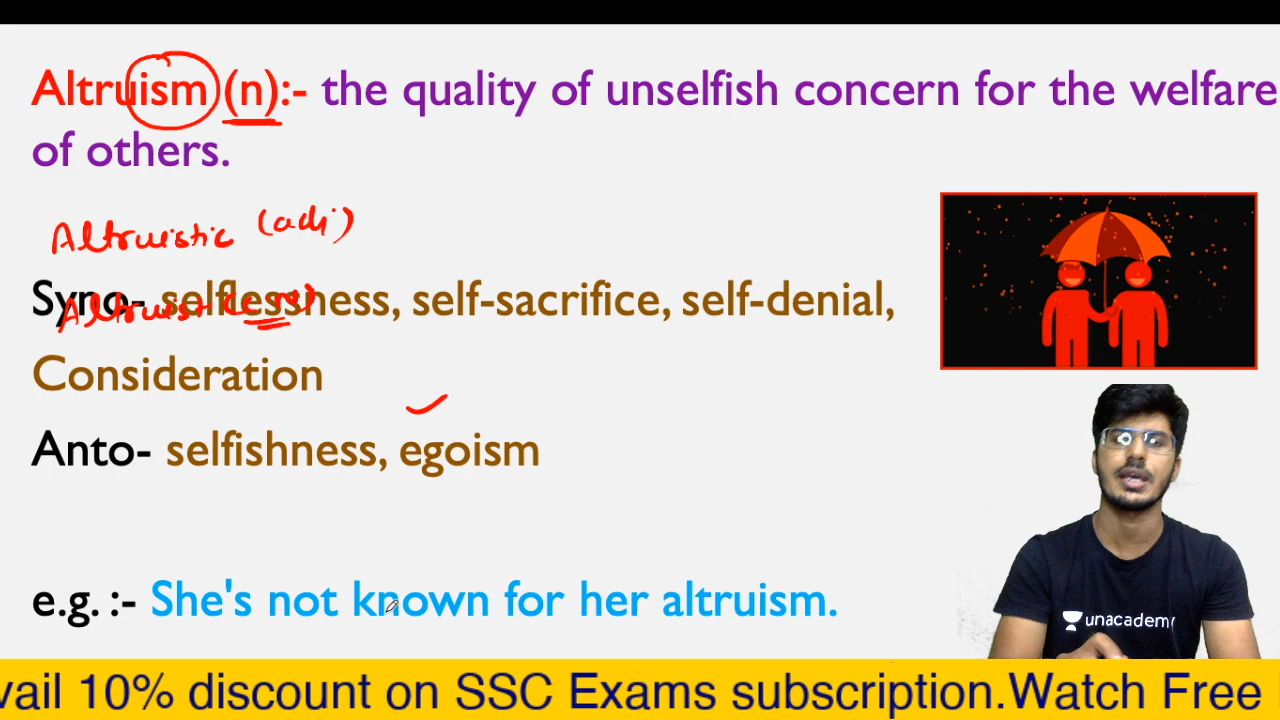 Altruism (n):- the quality of unselfish concern for the welfare
of others.
Altruistic (adj)
Syno- selflessness, self-sacrifice, self-denial,
Altruist (n)
Consideration
Anto- selfishness, egoism
e.g. :- She's not known for her altruism.
unacademy
vail 10% discount on SSC Exams subscription.Watch Free